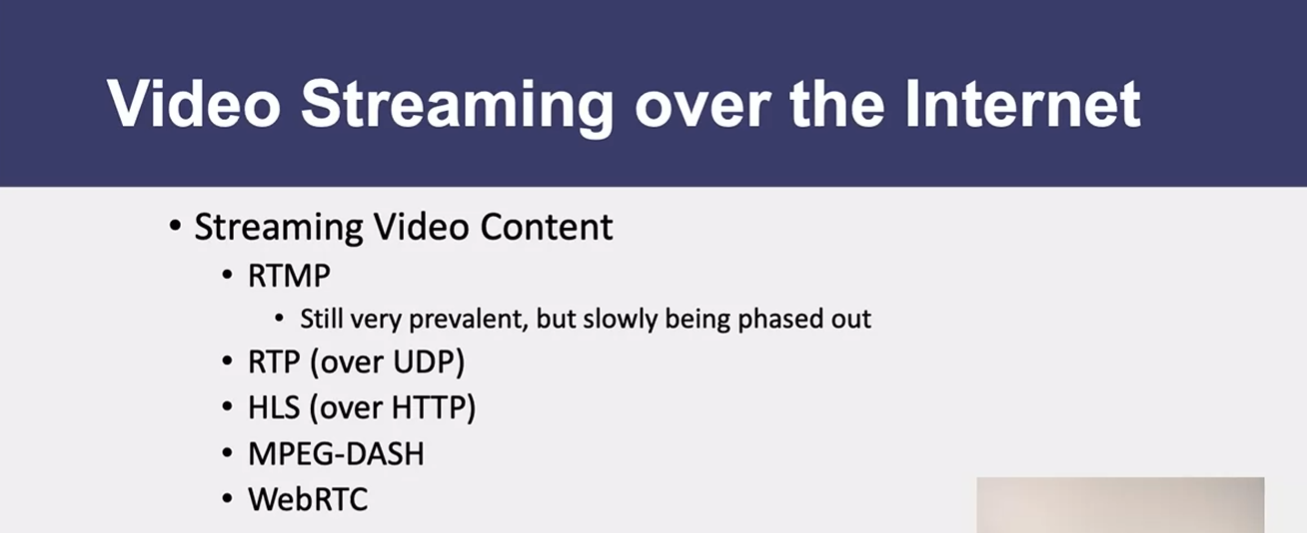 Video Streaming over the Internet
• Streaming Video Content
• RTMP
• Still very prevalent, but slowly being phased out
• RTP (over UDP)
• HLS (over HTTP)
• MPEG-DASH
• WebRTC